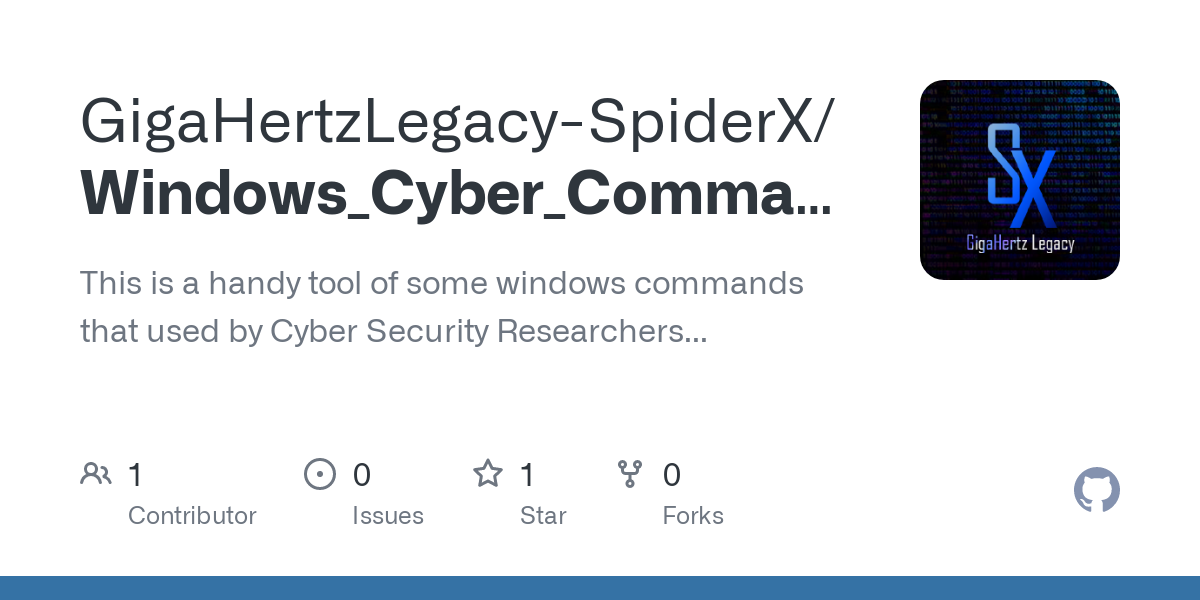 GigaHertzLegacy-SpiderX/
Windows_Cyber_Comma...
This is a handy tool of some windows commands
that used by Cyber Security Researchers...
SX
GigaHertz Legacy
1
Contributor
0
Issues
1
Star
0
Forks